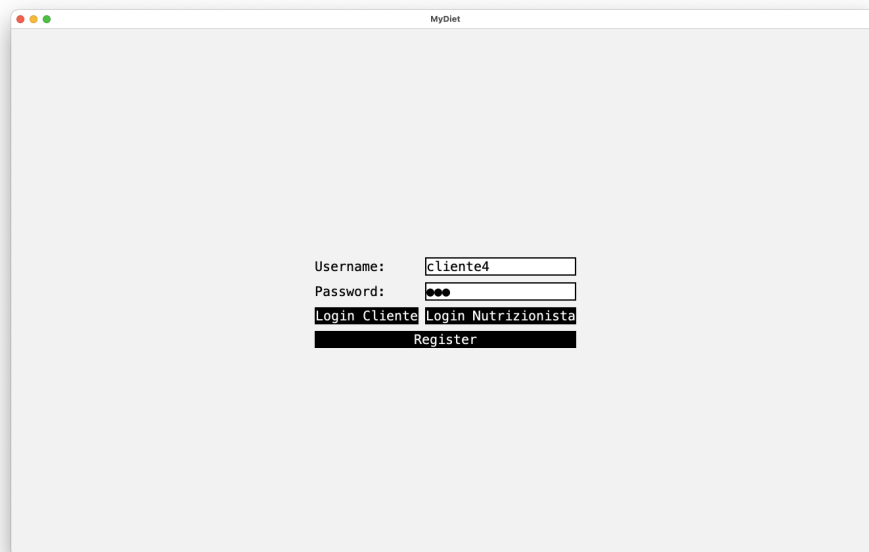 MyDiet
Username: cliente4
Password: ●●●
Login Cliente Login Nutrizionista
Register